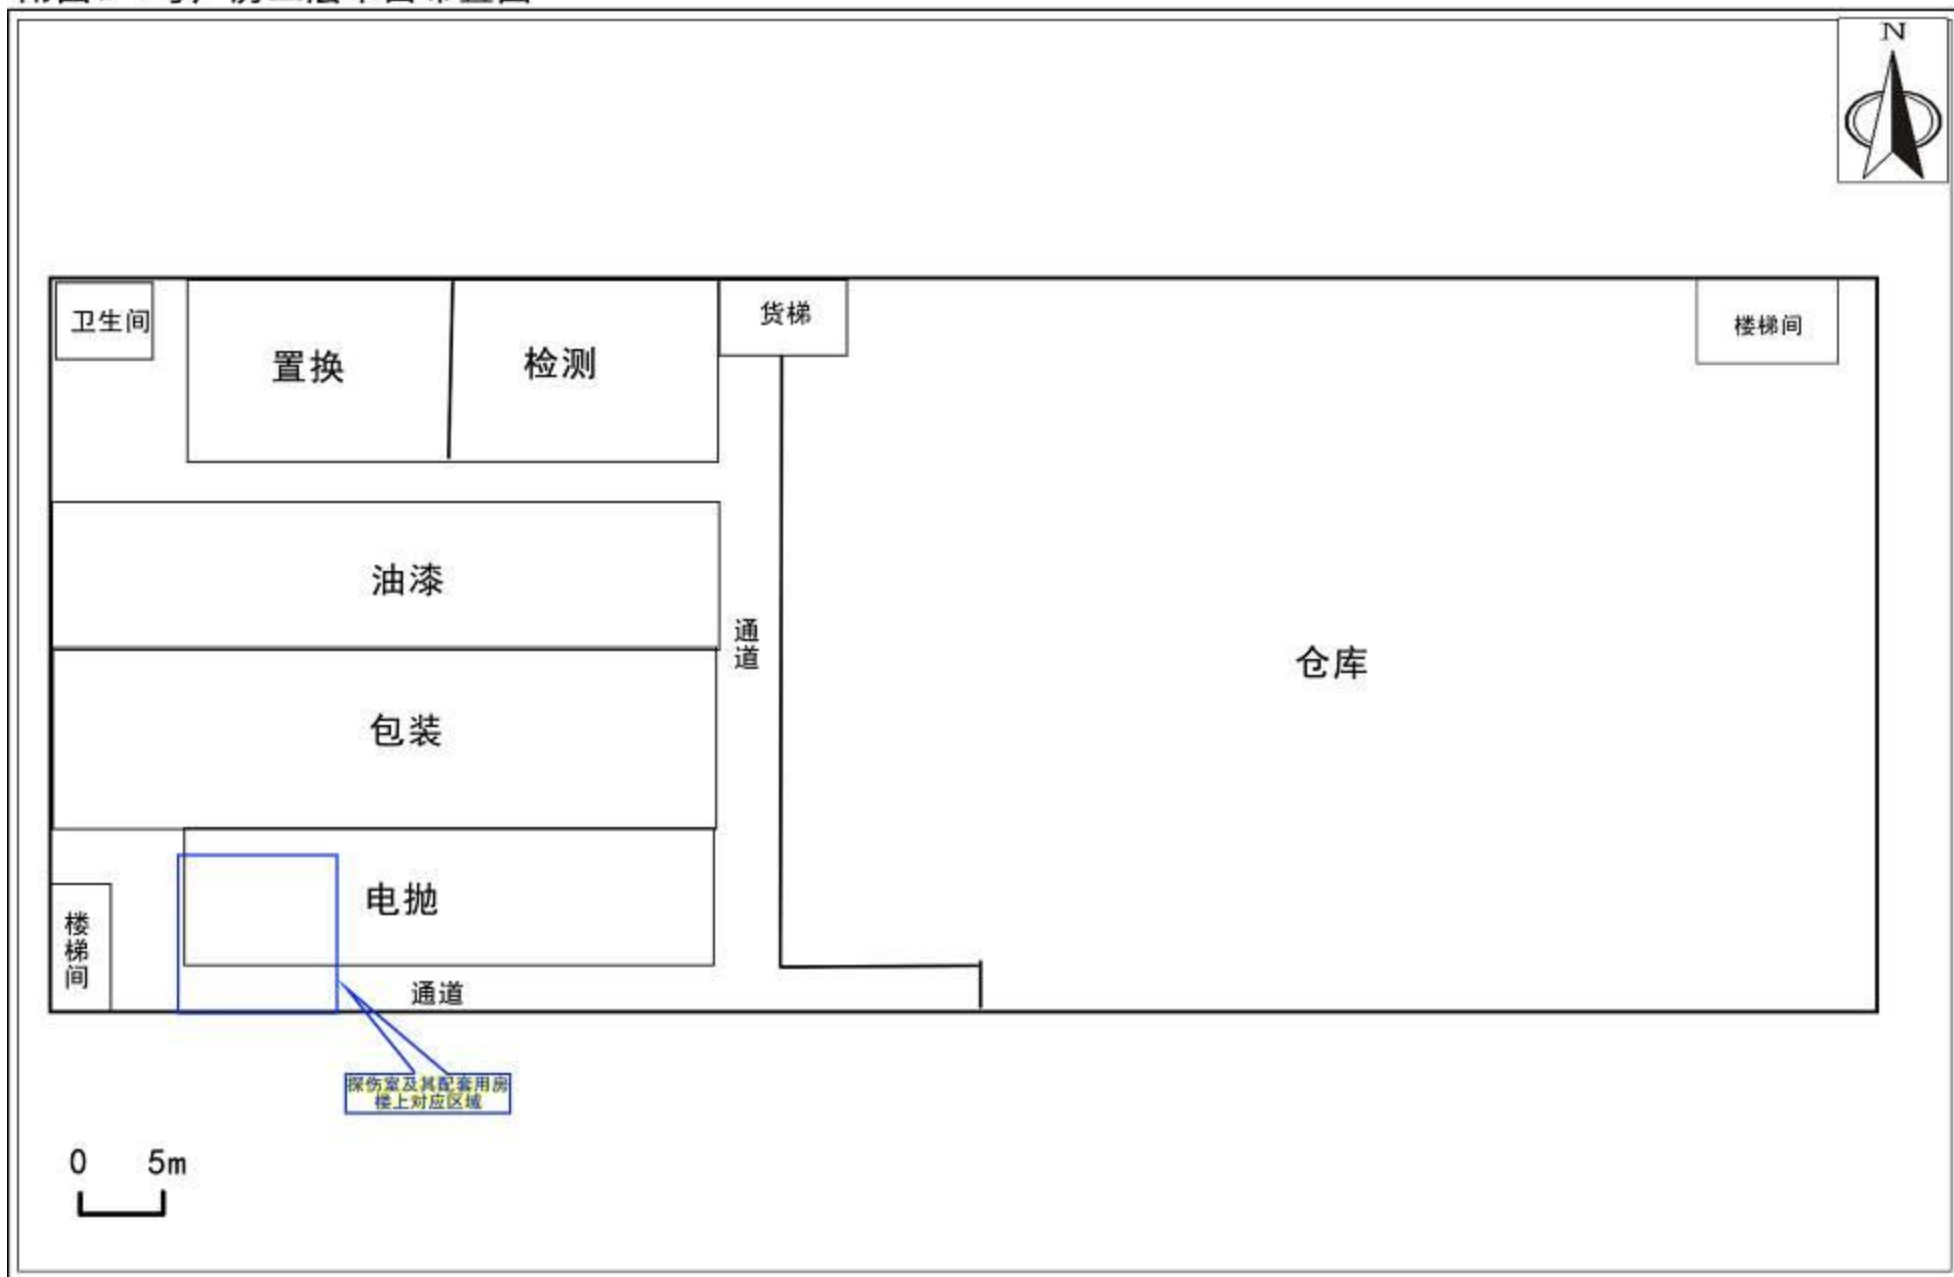 N
卫生间
置换
检测
货梯
楼梯间
油漆
通道
仓库
包装
电抛
楼梯间
通道
探伤室及其配套用房
楼上对应区域
0 5m